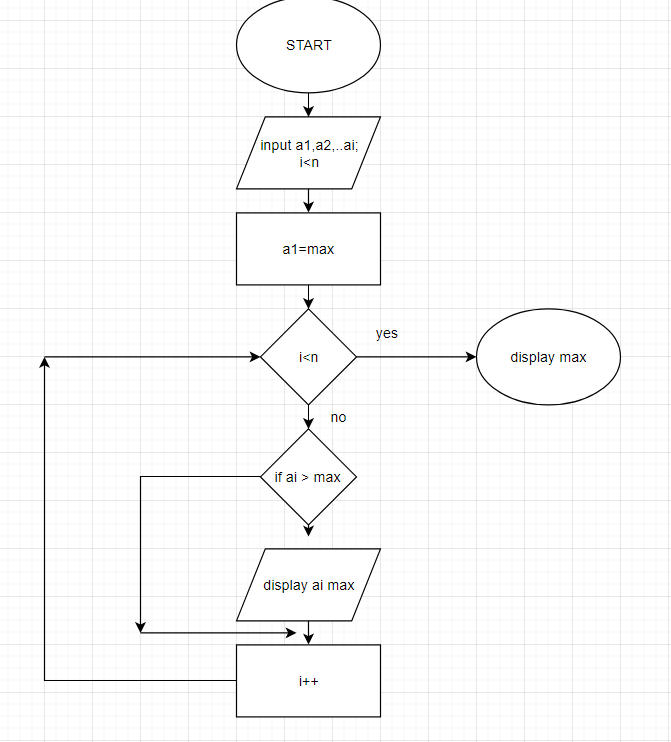 START
input a1,a2,..ai;
i<n
a1=max
i<n
yes
display max
no
if ai > max
display ai max
i++